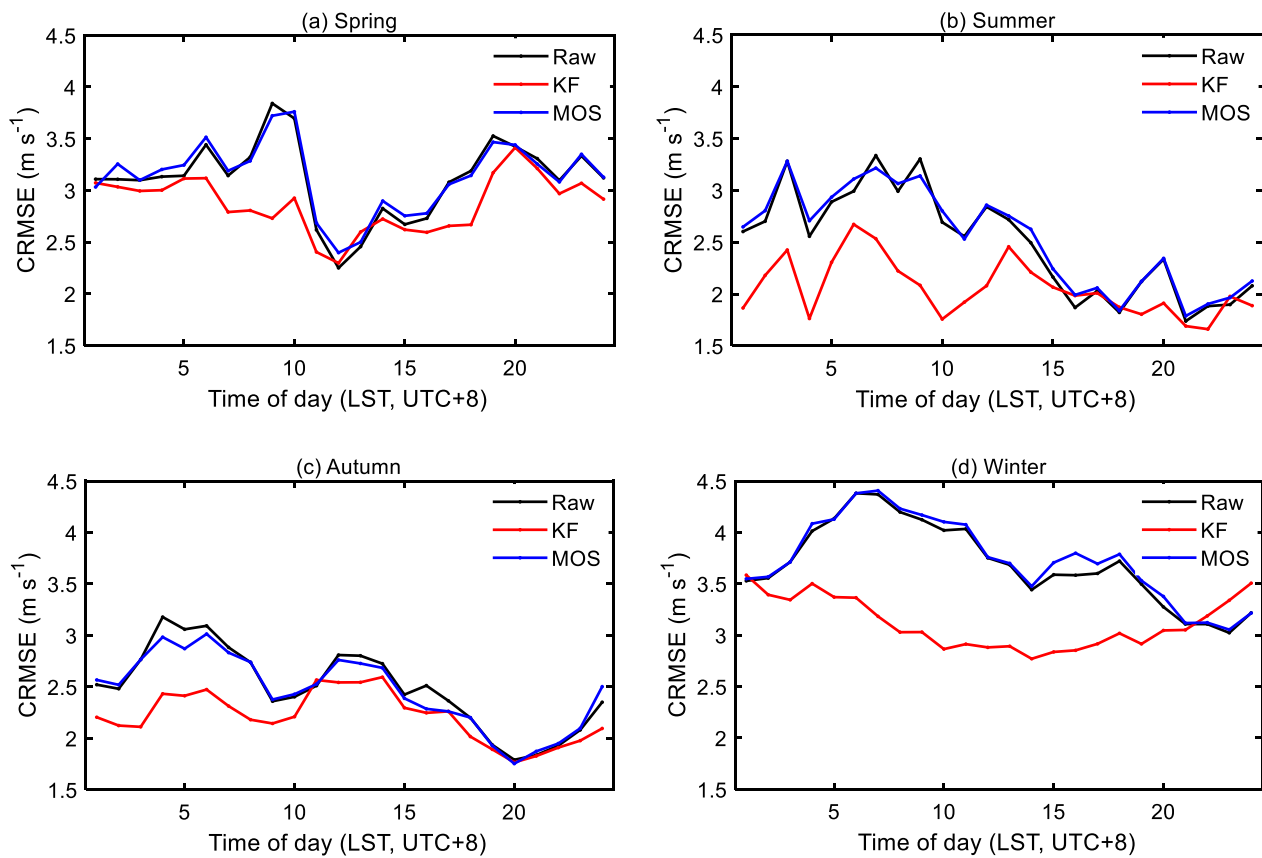 (a) Spring
4.5
4
3.5
3
2.5
2
1.5
CRMSE (m s⁻¹)
Raw
KF
MOS
5
10
15
20
Time of day (LST, UTC+8)
(b) Summer
4.5
4
3.5
3
2.5
2
1.5
CRMSE (m s⁻¹)
Raw
KF
MOS
5
10
15
20
Time of day (LST, UTC+8)
(c) Autumn
4.5
4
3.5
3
2.5
2
1.5
CRMSE (m s⁻¹)
Raw
KF
MOS
5
10
15
20
Time of day (LST, UTC+8)
(d) Winter
4.5
4
3.5
3
2.5
2
1.5
CRMSE (m s⁻¹)
Raw
KF
MOS
5
10
15
20
Time of day (LST, UTC+8)